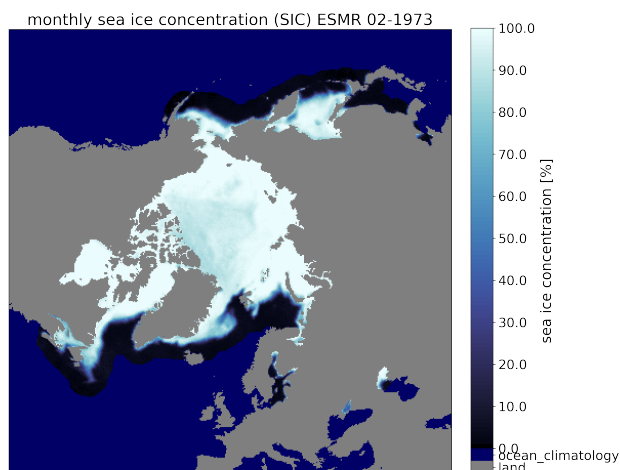 monthly sea ice concentration (SIC) ESMR 02-1973
100.0
90.0
80.0
70.0
60.0
50.0
40.0
30.0
20.0
10.0
0.0
ocean_climatology
land
sea ice concentration [%]